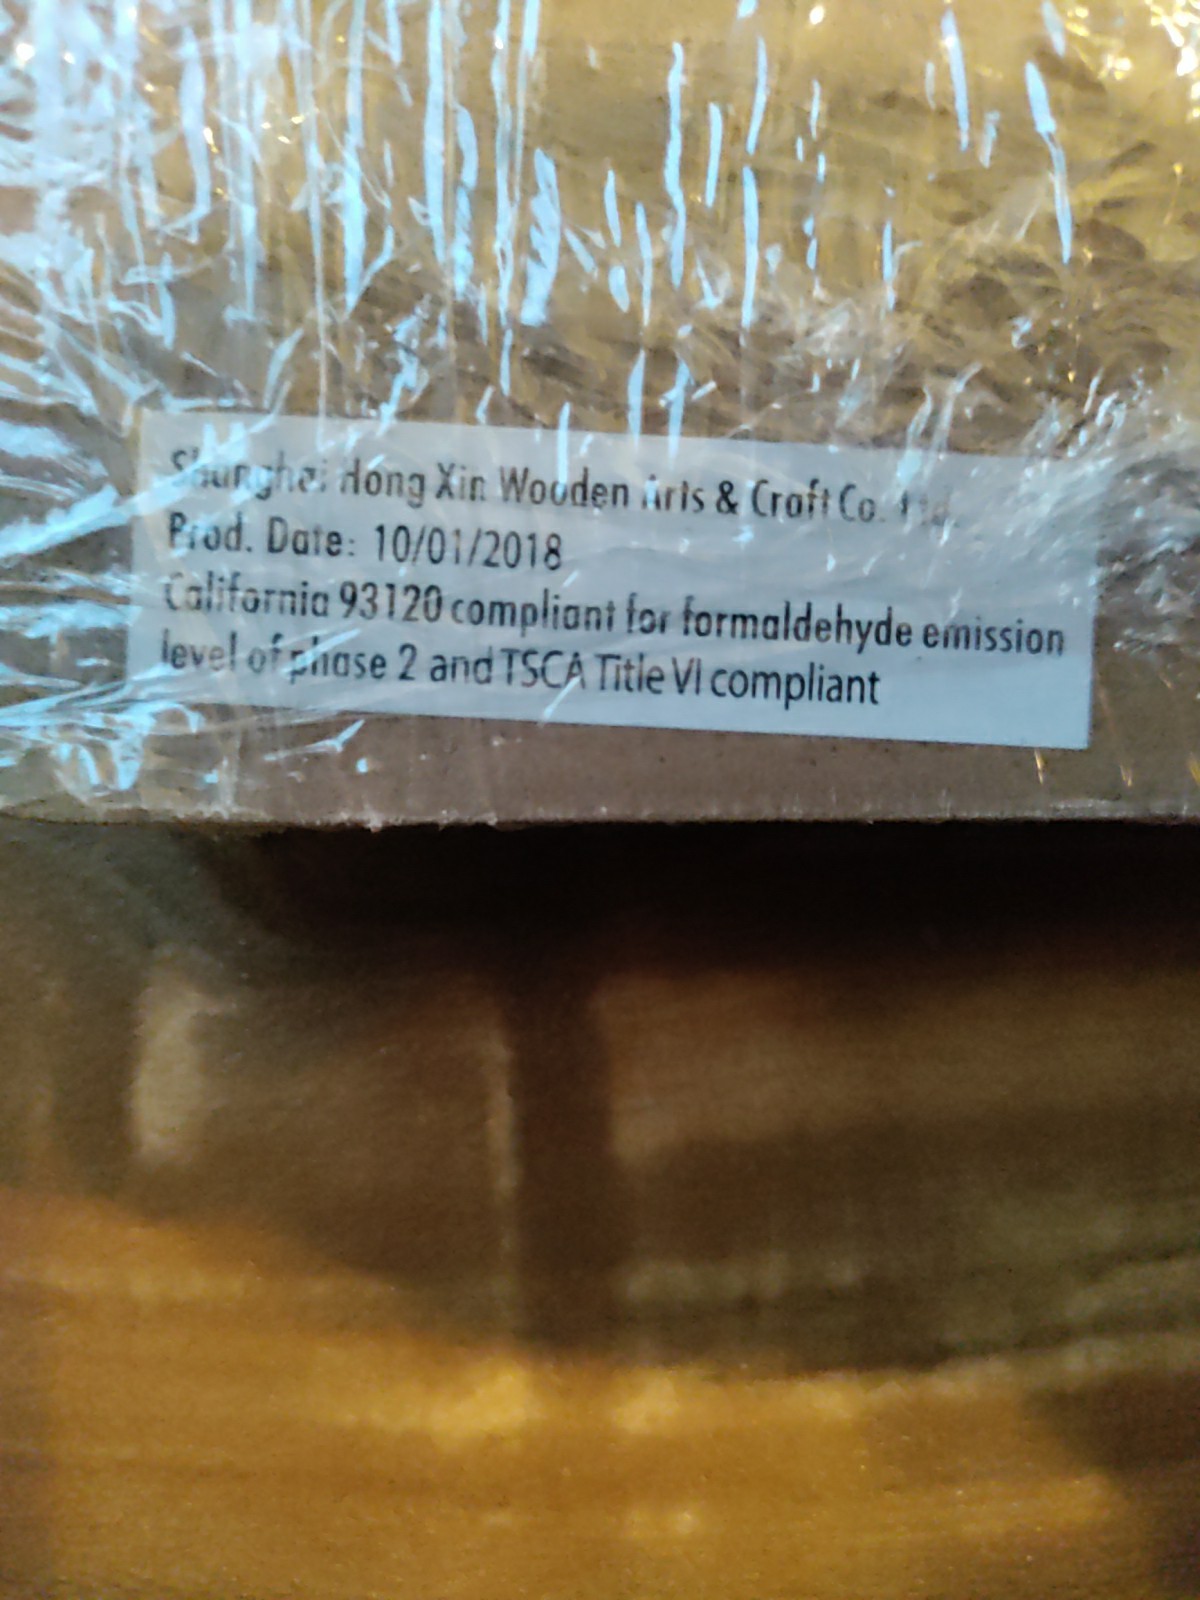 Shanghai Hong Xin Wooden Arts & Craft Co. Ltd.
Prod. Date: 10/01/2018
California 93120 compliant for formaldehyde emission
level of phase 2 and TSCA Title VI compliant